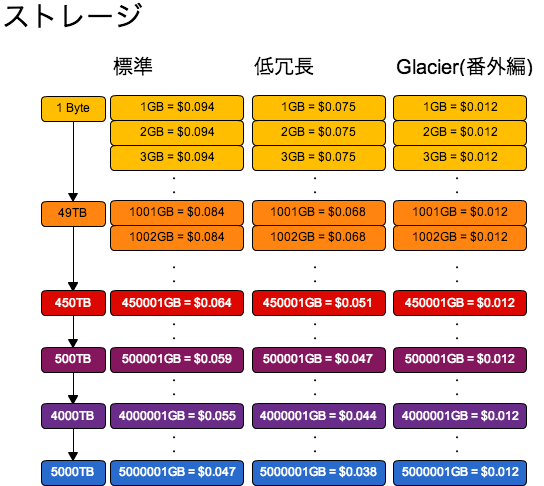 ストレージ
標準 低冗長 Glacier(番外編)
1 Byte 1GB = $0.094 1GB = $0.075 1GB = $0.012
2GB = $0.094 2GB = $0.075 2GB = $0.012
3GB = $0.094 3GB = $0.075 3GB = $0.012
49TB 1001GB = $0.084 1001GB = $0.068 1001GB = $0.012
1002GB = $0.084 1002GB = $0.068 1002GB = $0.012
450TB 450001GB = $0.064 450001GB = $0.051 450001GB = $0.012
500TB 500001GB = $0.059 500001GB = $0.047 500001GB = $0.012
4000TB 4000001GB = $0.055 4000001GB = $0.044 4000001GB = $0.012
5000TB 5000001GB = $0.047 5000001GB = $0.038 5000001GB = $0.012